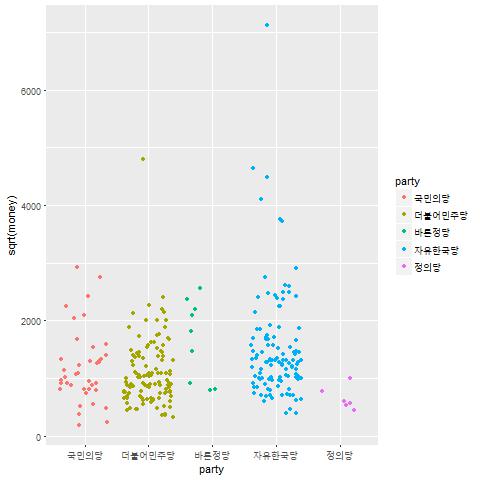 6000
4000
2000
0
sqrt(money)
국민의당
더불어민주당
바른정당
자유한국당
정의당
party
party
국민의당
더불어민주당
바른정당
자유한국당
정의당